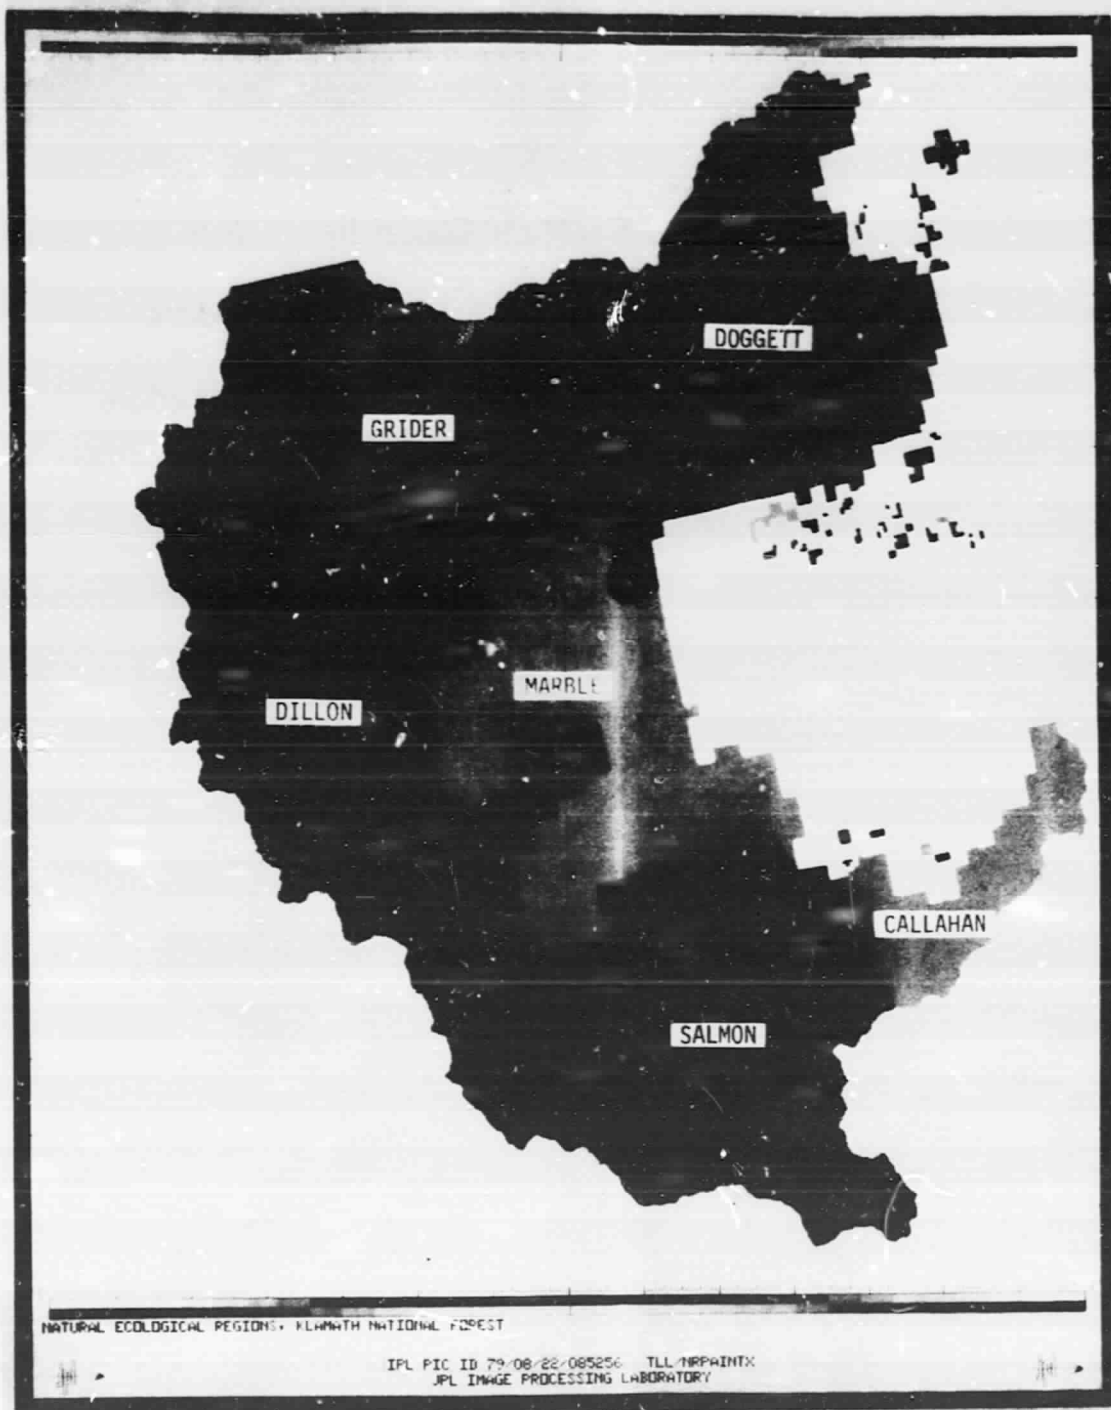 DOGGETT
GRIDER
MARBLE
DILLON
CALLAHAN
SALMON
NATURAL ECOLOGICAL REGIONS, KLAMATH NATIONAL FOREST
IPL PIC ID 79/08/22/085256 TLL/NRPAINTX
JPL IMAGE PROCESSING LABORATORY